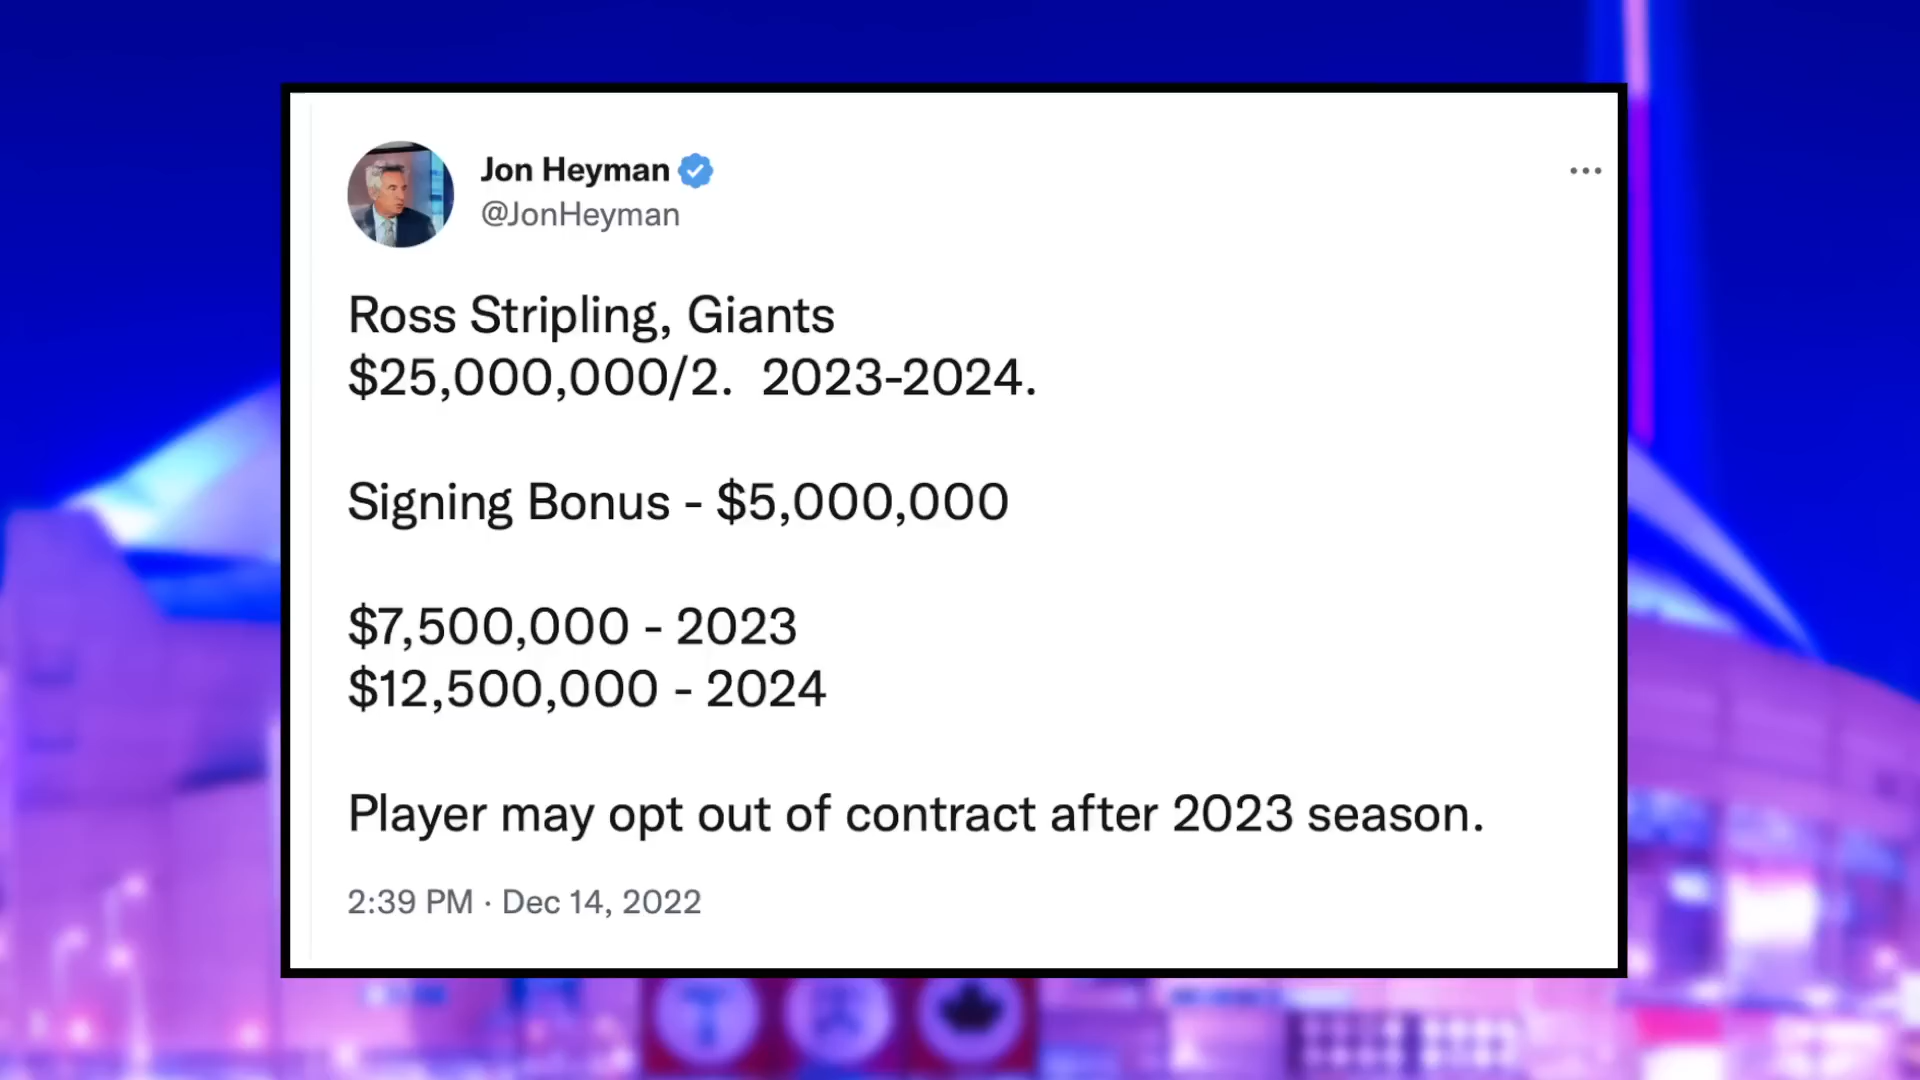 Jon Heyman
@JonHeyman
Ross Stripling, Giants
$25,000,000/2.  2023-2024.
Signing Bonus - $5,000,000
$7,500,000 - 2023
$12,500,000 - 2024
Player may opt out of contract after 2023 season.
2:39 PM · Dec 14, 2022